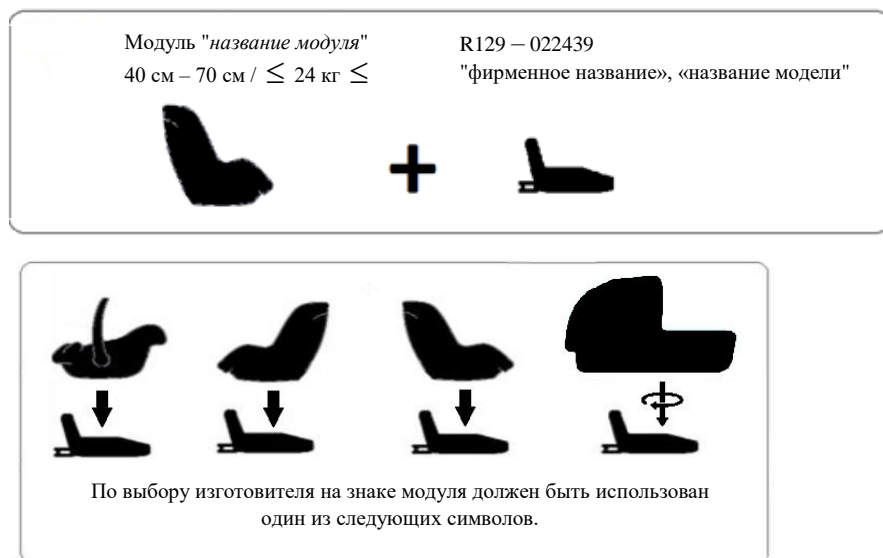 Модуль "название модуля"
40 см – 70 см / ≤ 24 кг ≤
R129 – 022439
"фирменное название», «название модели"
По выбору изготовителя на знаке модуля должен быть использован
один из следующих символов.